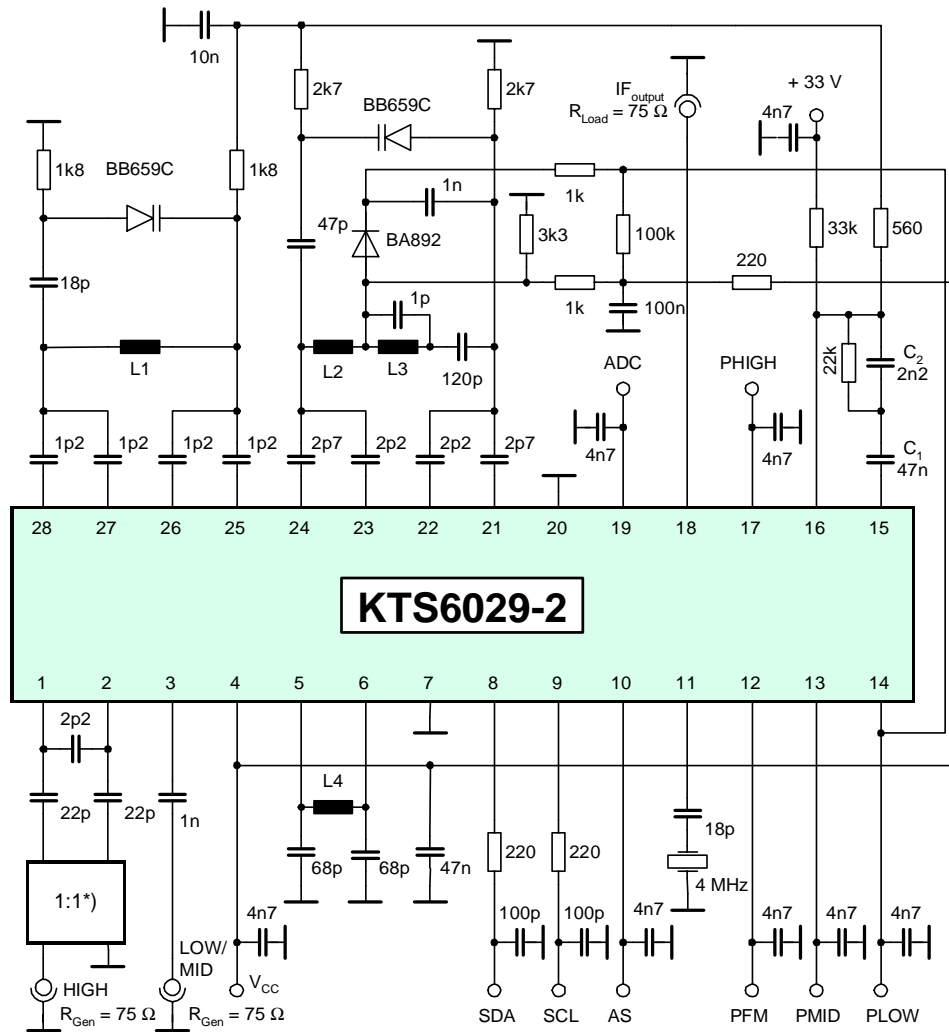 10n
2k7
2k7
IF output
R Load = 75 Ω
+ 33 V
4n7
BB659C
1k8
BB659C
1k8
1n
1k
47p
BA892
3k3
100k
33k
560
220
18p
1p
1k
100n
L1
L2
L3
120p
ADC
PHIGH
22k
C2
2n2
1p2
1p2
1p2
1p2
2p7
2p2
2p2
2p7
4n7
4n7
C1
47n
28 27 26 25 24 23 22 21 20 19 18 17 16 15
KTS6029-2
1 2 3 4 5 6 7 8 9 10 11 12 13 14
2p2
L4
22p
22p
1n
18p
68p
68p
47n
220
220
4 MHz
1:1*)
4n7
100p
100p
4n7
4n7
4n7
4n7
LOW/
MID
HIGH
VCC
R Gen = 75 Ω
R Gen = 75 Ω
SDA
SCL
AS
PFM
PMID
PLOW